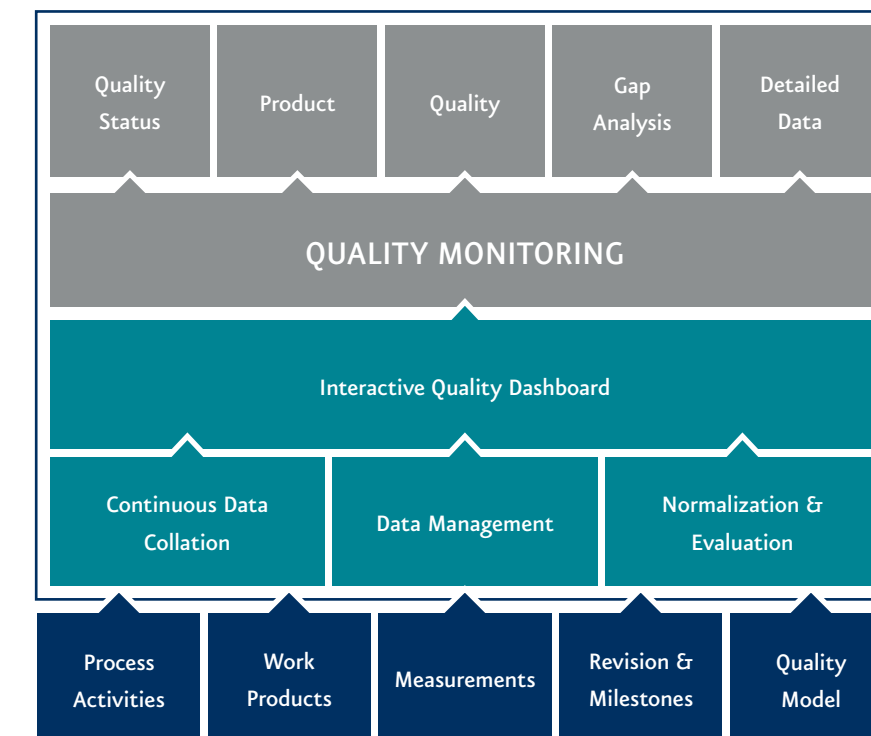 Quality
Status
Product
Quality
Gap
Analysis
Detailed
Data
QUALITY MONITORING
Interactive Quality Dashboard
Continuous Data
Collation
Data Management
Normalization &
Evaluation
Process
Activities
Work
Products
Measurements
Revision &
Milestones
Quality
Model